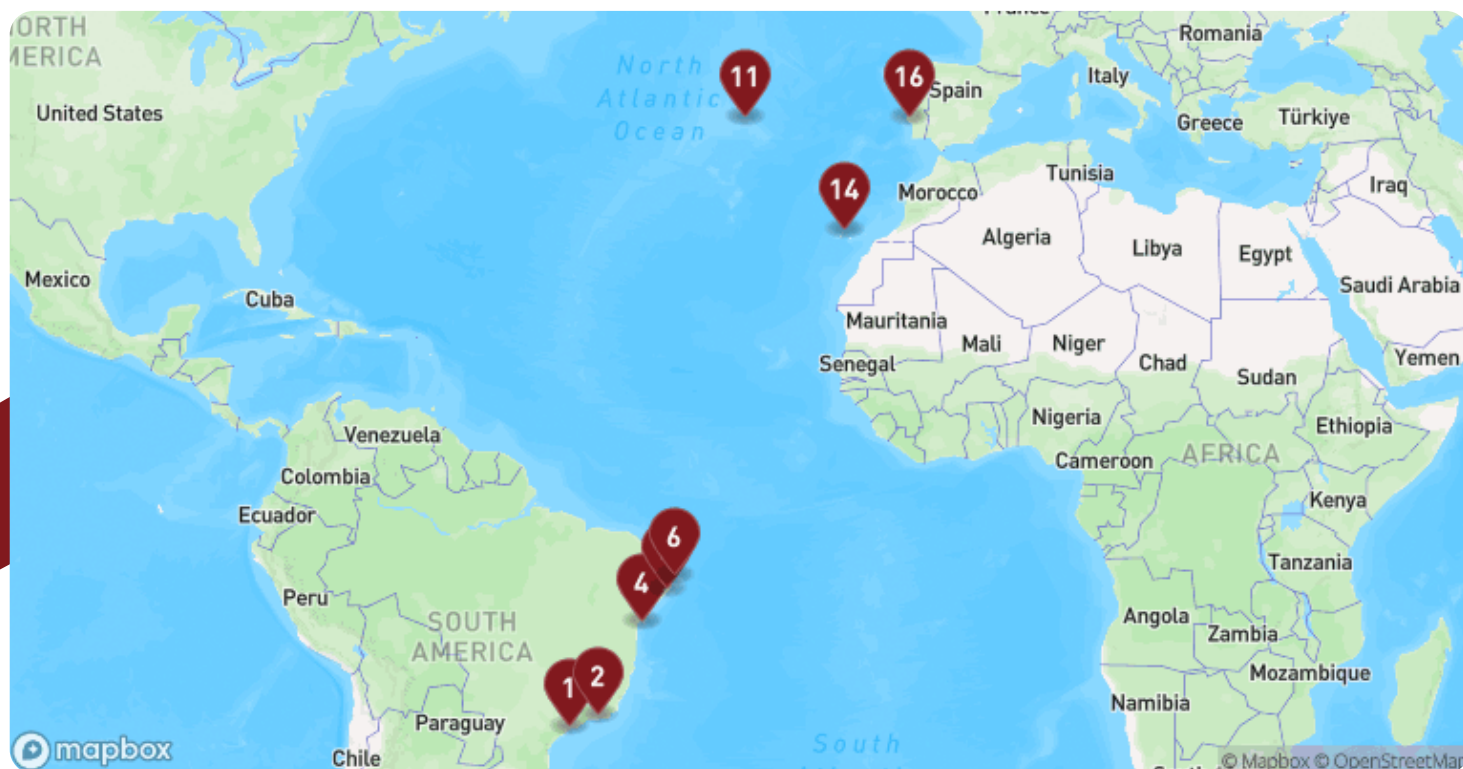 France
Romania
ORTH
MERICA
North
Atlantic
Ocean
11
16
Spain
Italy
United States
Greece
Türkiye
Tunisia
14
Morocco
Iraq
Algeria
Libya
Egypt
Mexico
Cuba
Saudi Arabia
Mauritania
Mali
Niger
Chad
Yemen
Senegal
Sudan
Nigeria
Ethiopia
Venezuela
Cameroon
AFRICA
Colombia
Kenya
Ecuador
6
Tanzania
4
Peru
Angola
SOUTH
AMERICA
Zambia
1
2
Mozambique
Namibia
Paraguay
South
mapbox
Chile
© Mapbox © OpenStreetMap